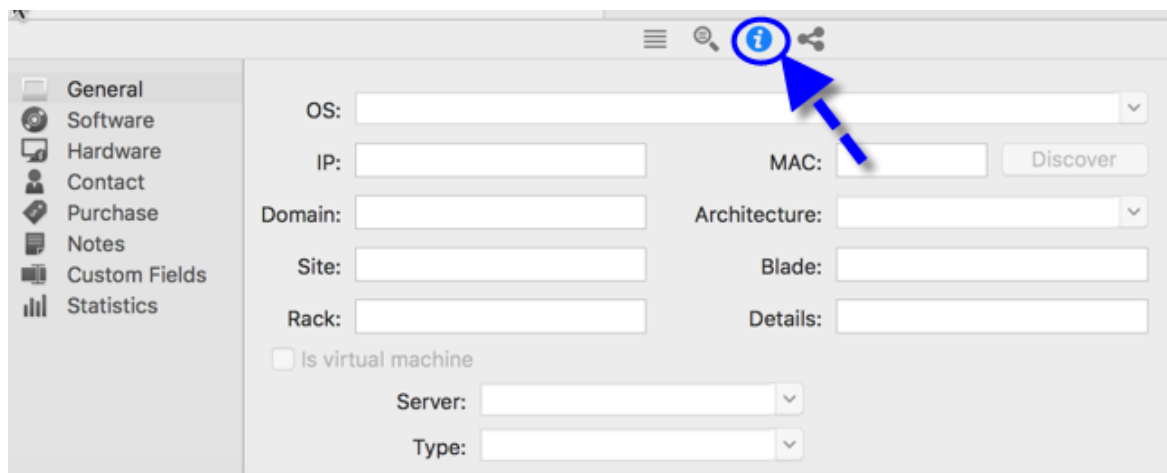 General
Software
Hardware
Contact
Purchase
Notes
Custom Fields
Statistics
OS:
IP: MAC: Discover
Domain: Architecture:
Site: Blade:
Rack: Details:
Is virtual machine
Server:
Type: